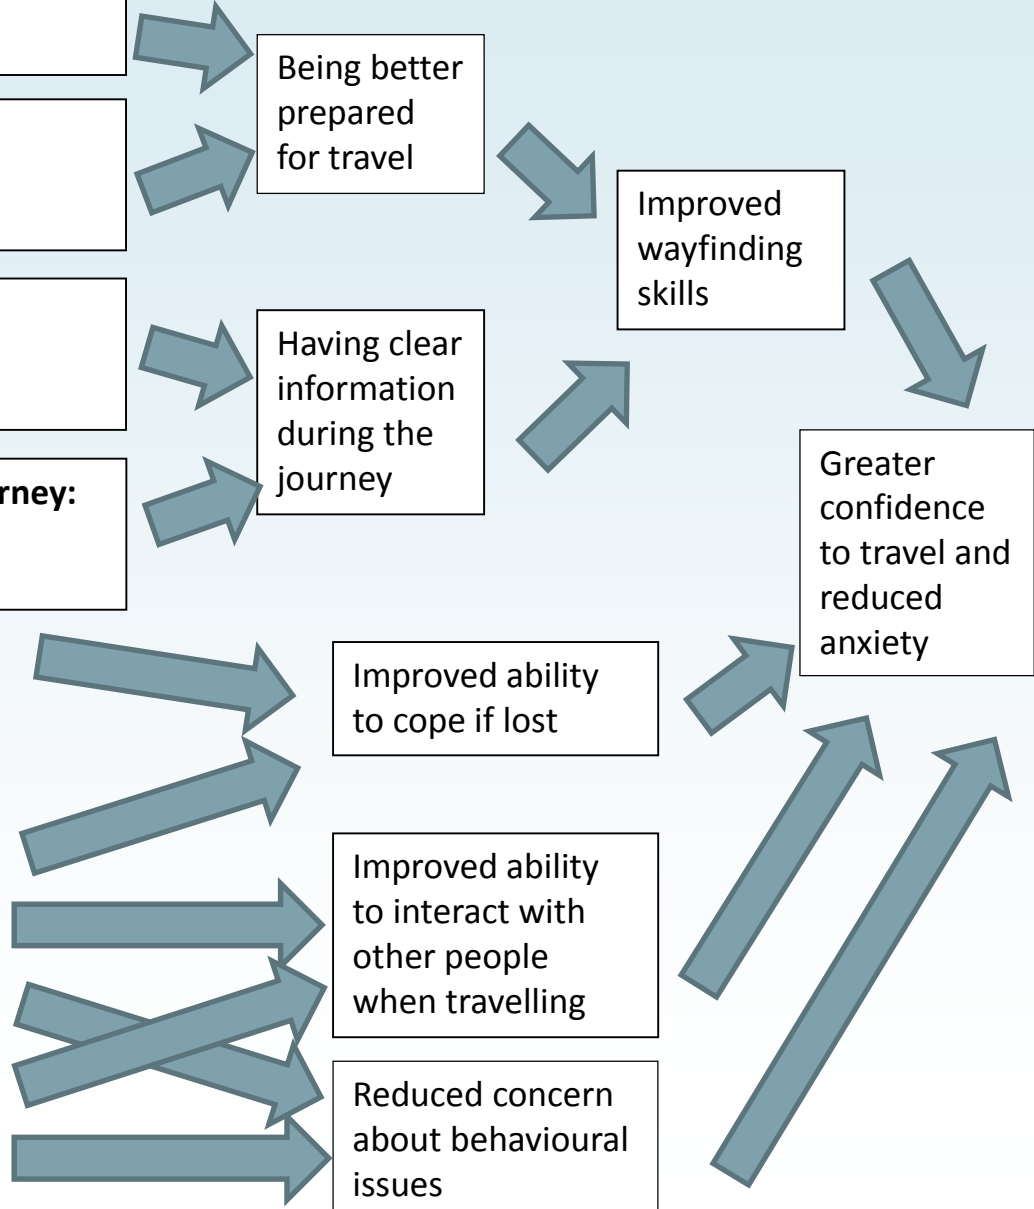 Being better
prepared
for travel
Improved
wayfinding
skills
Having clear
information
during the
journey
rney:
Greater
confidence
to travel and
reduced
anxiety
Improved ability
to cope if lost
Improved ability
to interact with
other people
when travelling
Reduced concern
about behavioural
issues